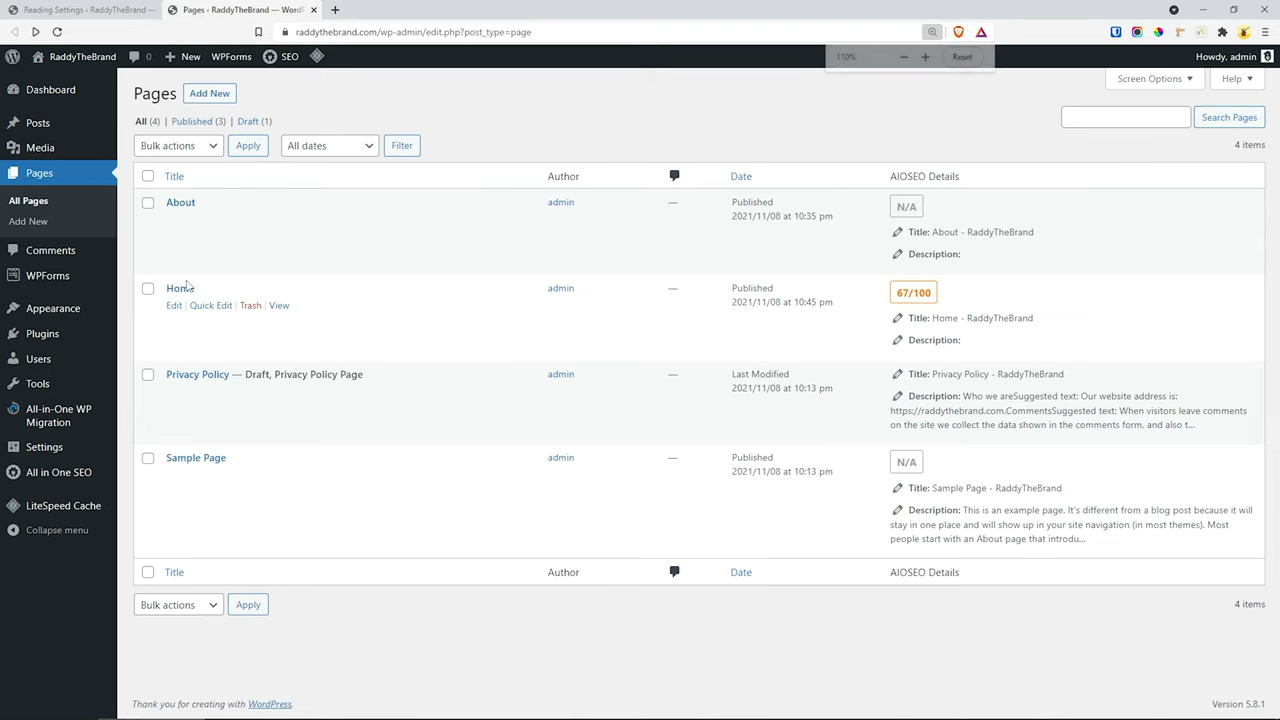 Reading Settings ‹ RaddyTheBrand —
Pages ‹ RaddyTheBrand — WordP
raddythebrand.com/wp-admin/edit.php?post_type=page
RaddyTheBrand 0 New WPForms SEO
Howdy, admin
110% Reset
Dashboard
Posts
Media
Pages
All Pages
Add New
Comments
WPForms
Appearance
Plugins
Users
Tools
All-in-One WP
Migration
Settings
All in One SEO
LiteSpeed Cache
Collapse menu
Screen Options Help
Pages Add New
All (4) | Published (3) | Draft (1)
Search Pages
Bulk actions Apply All dates Filter
4 items
Title Author Date AIOSEO Details
About admin — Published
2021/11/08 at 10:35 pm
N/A
Title: About - RaddyTheBrand
Description:
Home admin — Published
2021/11/08 at 10:45 pm
Edit | Quick Edit | Trash | View
67/100
Title: Home - RaddyTheBrand
Description:
Privacy Policy — Draft, Privacy Policy Page admin — Last Modified
2021/11/08 at 10:13 pm
Title: Privacy Policy - RaddyTheBrand
Description: Who we areSuggested text: Our website address is:
https://raddythebrand.com.CommentsSuggested text: When visitors leave comments
on the site we collect the data shown in the comments form, and also t...
Sample Page admin — Published
2021/11/08 at 10:13 pm
N/A
Title: Sample Page - RaddyTheBrand
Description: This is an example page. It's different from a blog post because it will
stay in one place and will show up in your site navigation (in most themes). Most
people start with an About page that introdu...
Title Author Date AIOSEO Details
Bulk actions Apply
4 items
Thank you for creating with WordPress.
Version 5.8.1